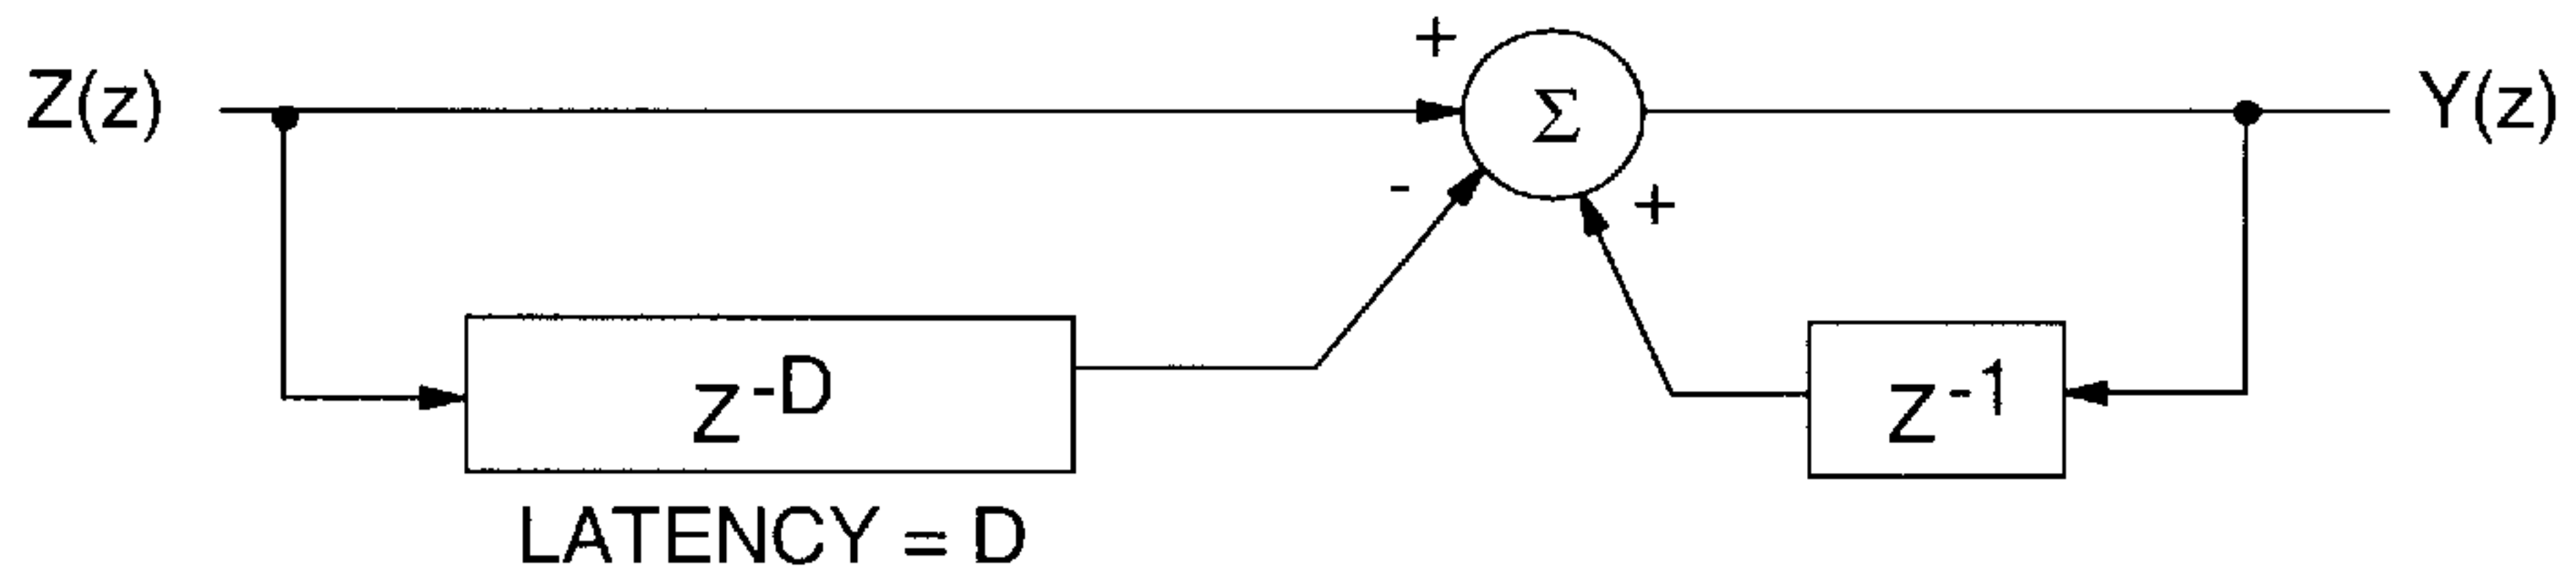 Z(z) + Σ Y(z)
- +
Z^-D Z^-1
LATENCY = D